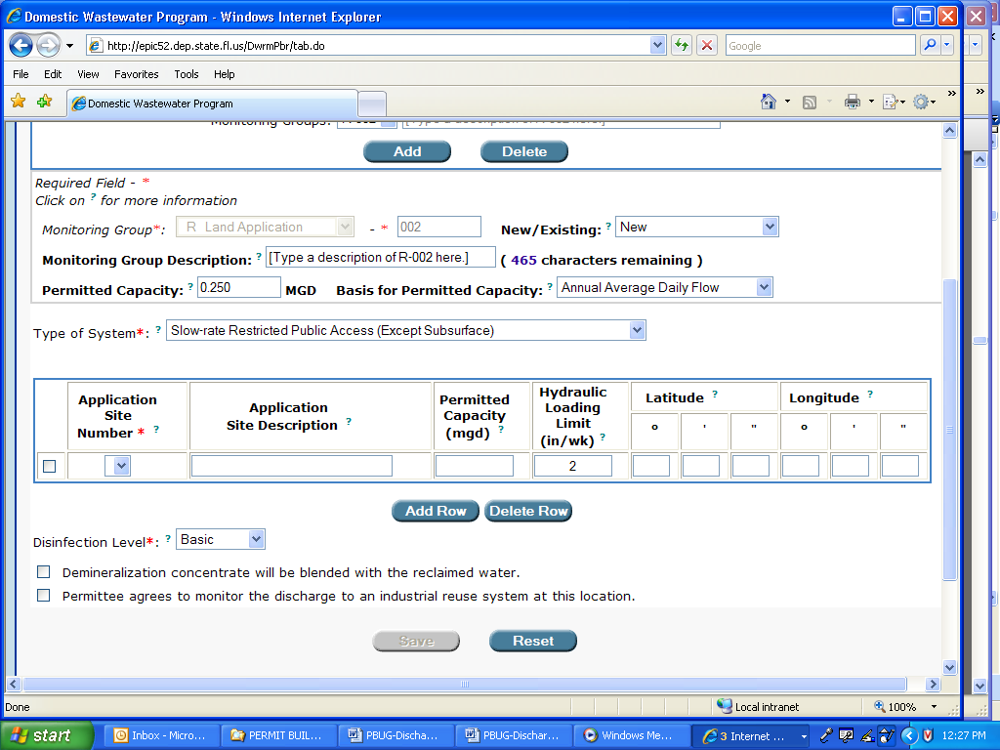 Domestic Wastewater Program - Windows Internet Explorer
http://epic52.dep.state.fl.us/DwrmPbr/tab.do
Google
File Edit View Favorites Tools Help
Domestic Wastewater Program
Monitoring Groups:
Add Delete
Required Field - *
Click on ? for more information
Monitoring Group*: R Land Application - * 002 New/Existing: ? New
Monitoring Group Description: ? [Type a description of R-002 here.] ( 465 characters remaining )
Permitted Capacity: ? 0.250 MGD Basis for Permitted Capacity: ? Annual Average Daily Flow
Type of System*: ? Slow-rate Restricted Public Access (Except Subsurface)
Application Site Number * ?
Application Site Description ?
Permitted Capacity (mgd) ?
Hydraulic Loading Limit (in/wk) ?
Latitude ? Longitude ?
o ' " o ' "
2
Add Row Delete Row
Disinfection Level*: ? Basic
Demineralization concentrate will be blended with the reclaimed water.
Permittee agrees to monitor the discharge to an industrial reuse system at this location.
Save Reset
Done Local intranet 100%
start Inbox - Micro... PERMIT BUIL... PBUG-Discha... PBUG-Dischar... Windows Me... 3 Internet ... 12:27 PM